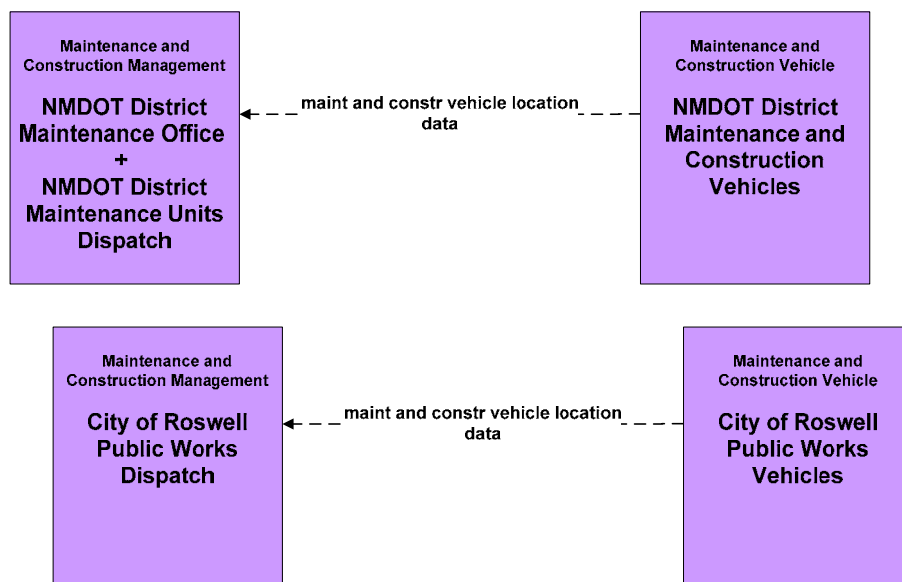 Maintenance and
Construction Management
NMDOT District
Maintenance Office
+
NMDOT District
Maintenance Units
Dispatch
maint and constr vehicle location
data
Maintenance and
Construction Vehicle
NMDOT District
Maintenance and
Construction
Vehicles
Maintenance and
Construction Management
City of Roswell
Public Works
Dispatch
maint and constr vehicle location
data
Maintenance and
Construction Vehicle
City of Roswell
Public Works
Vehicles